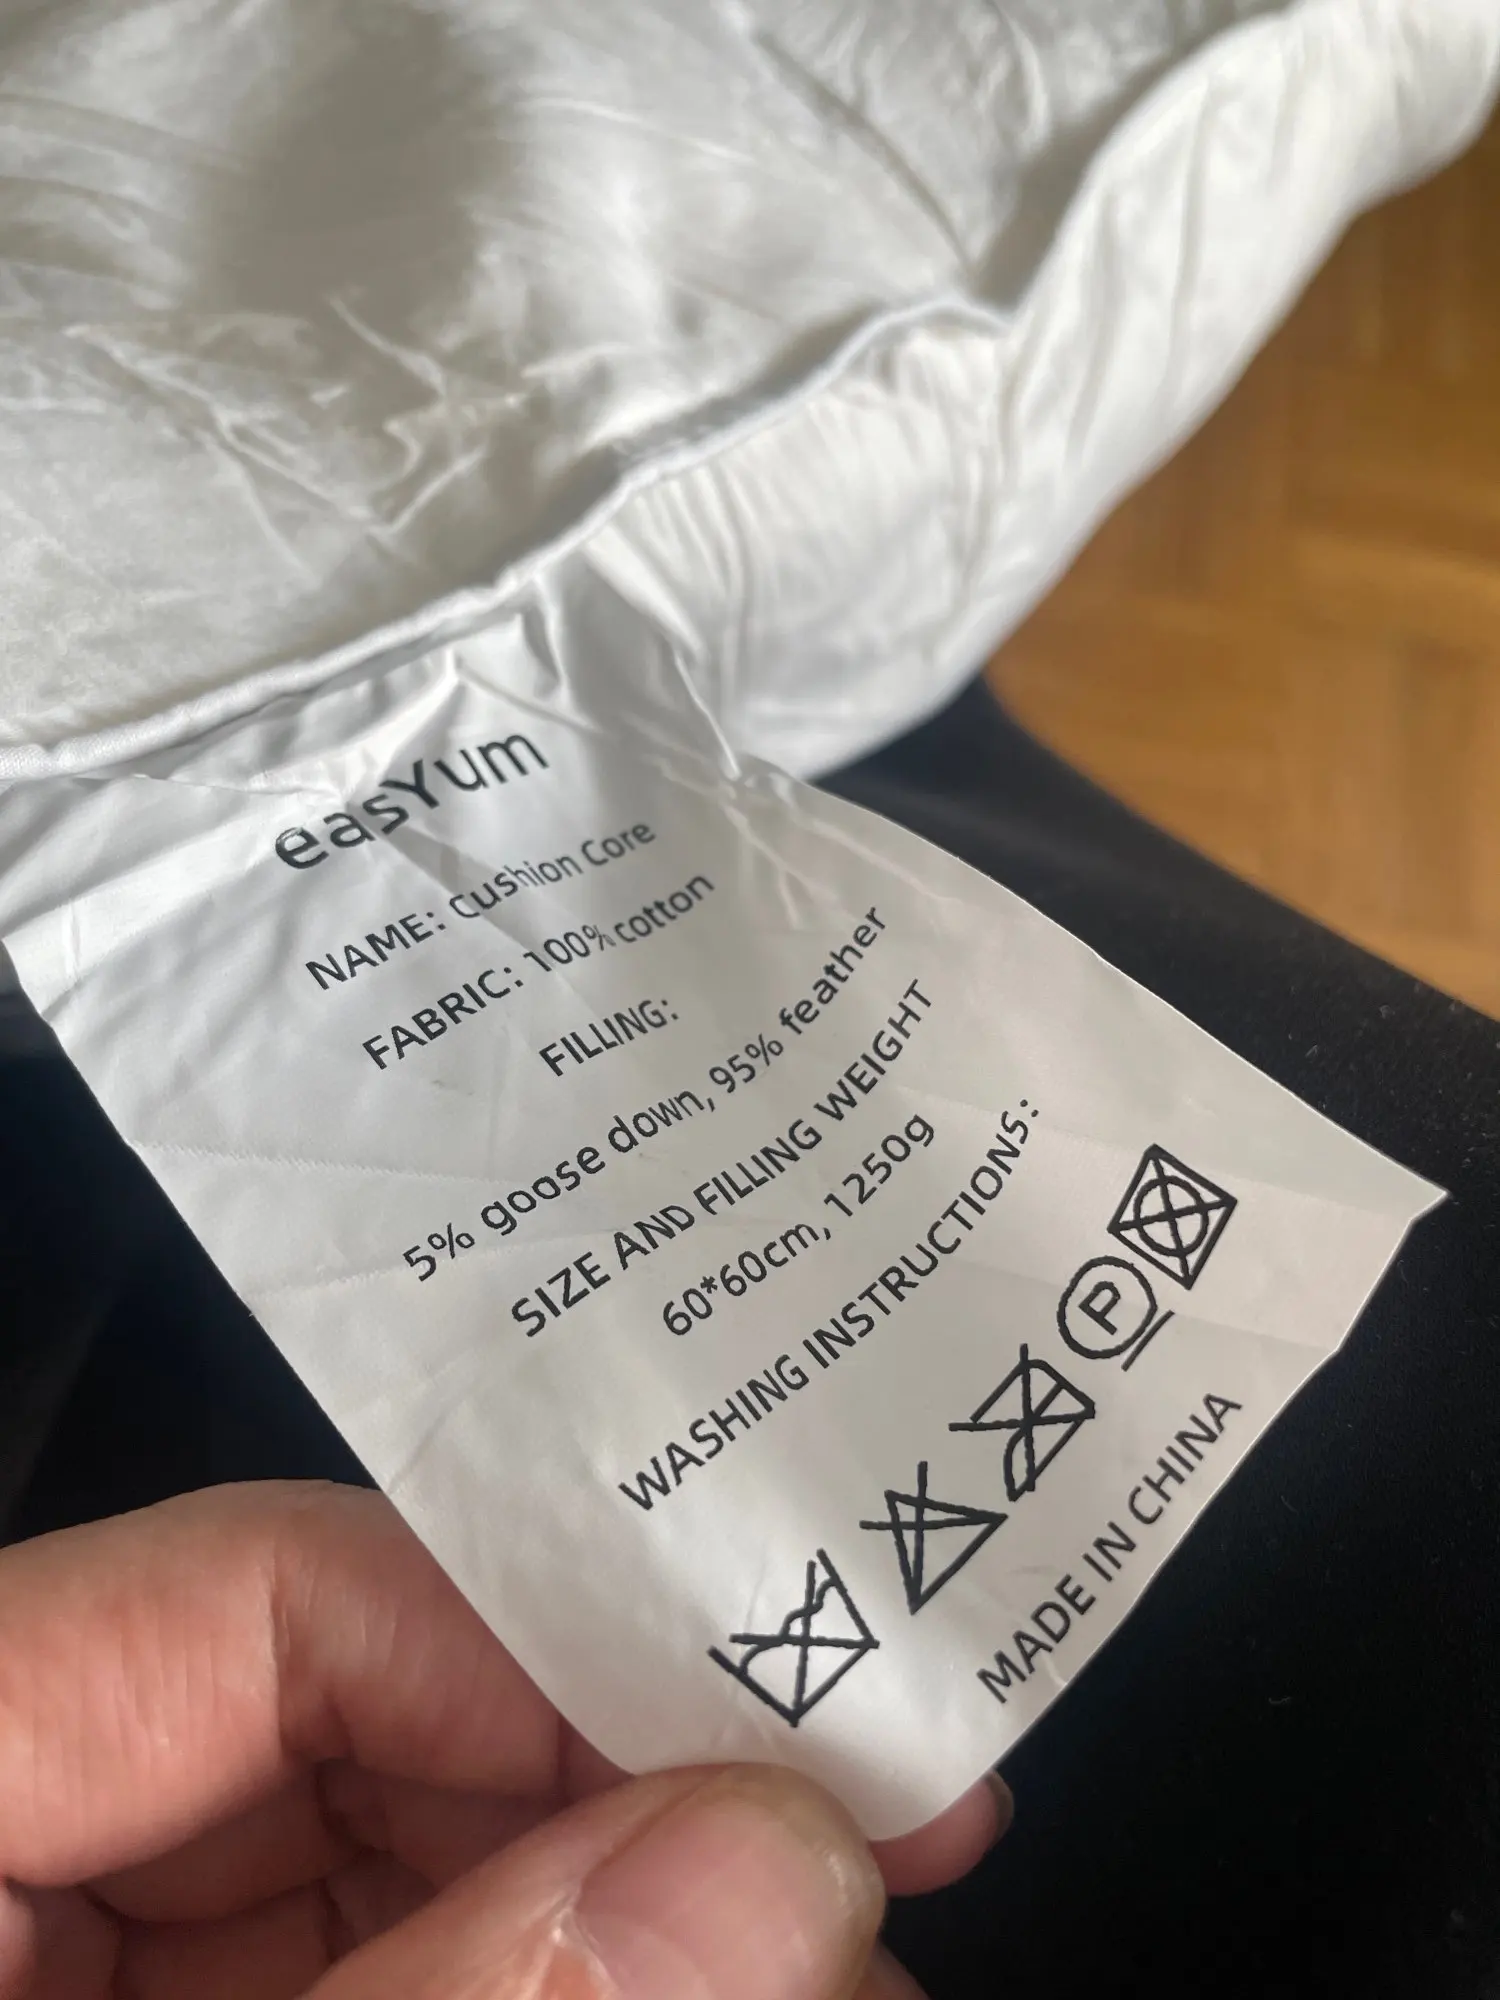 easYum
NAME: cushion Core
FABRIC: 100% cotton
FILLING:
5% goose down, 95% feather
SIZE AND FILLING WEIGHT
60*60cm, 1250g
WASHING INSTRUCTIONS:
P
MADE IN CHINA